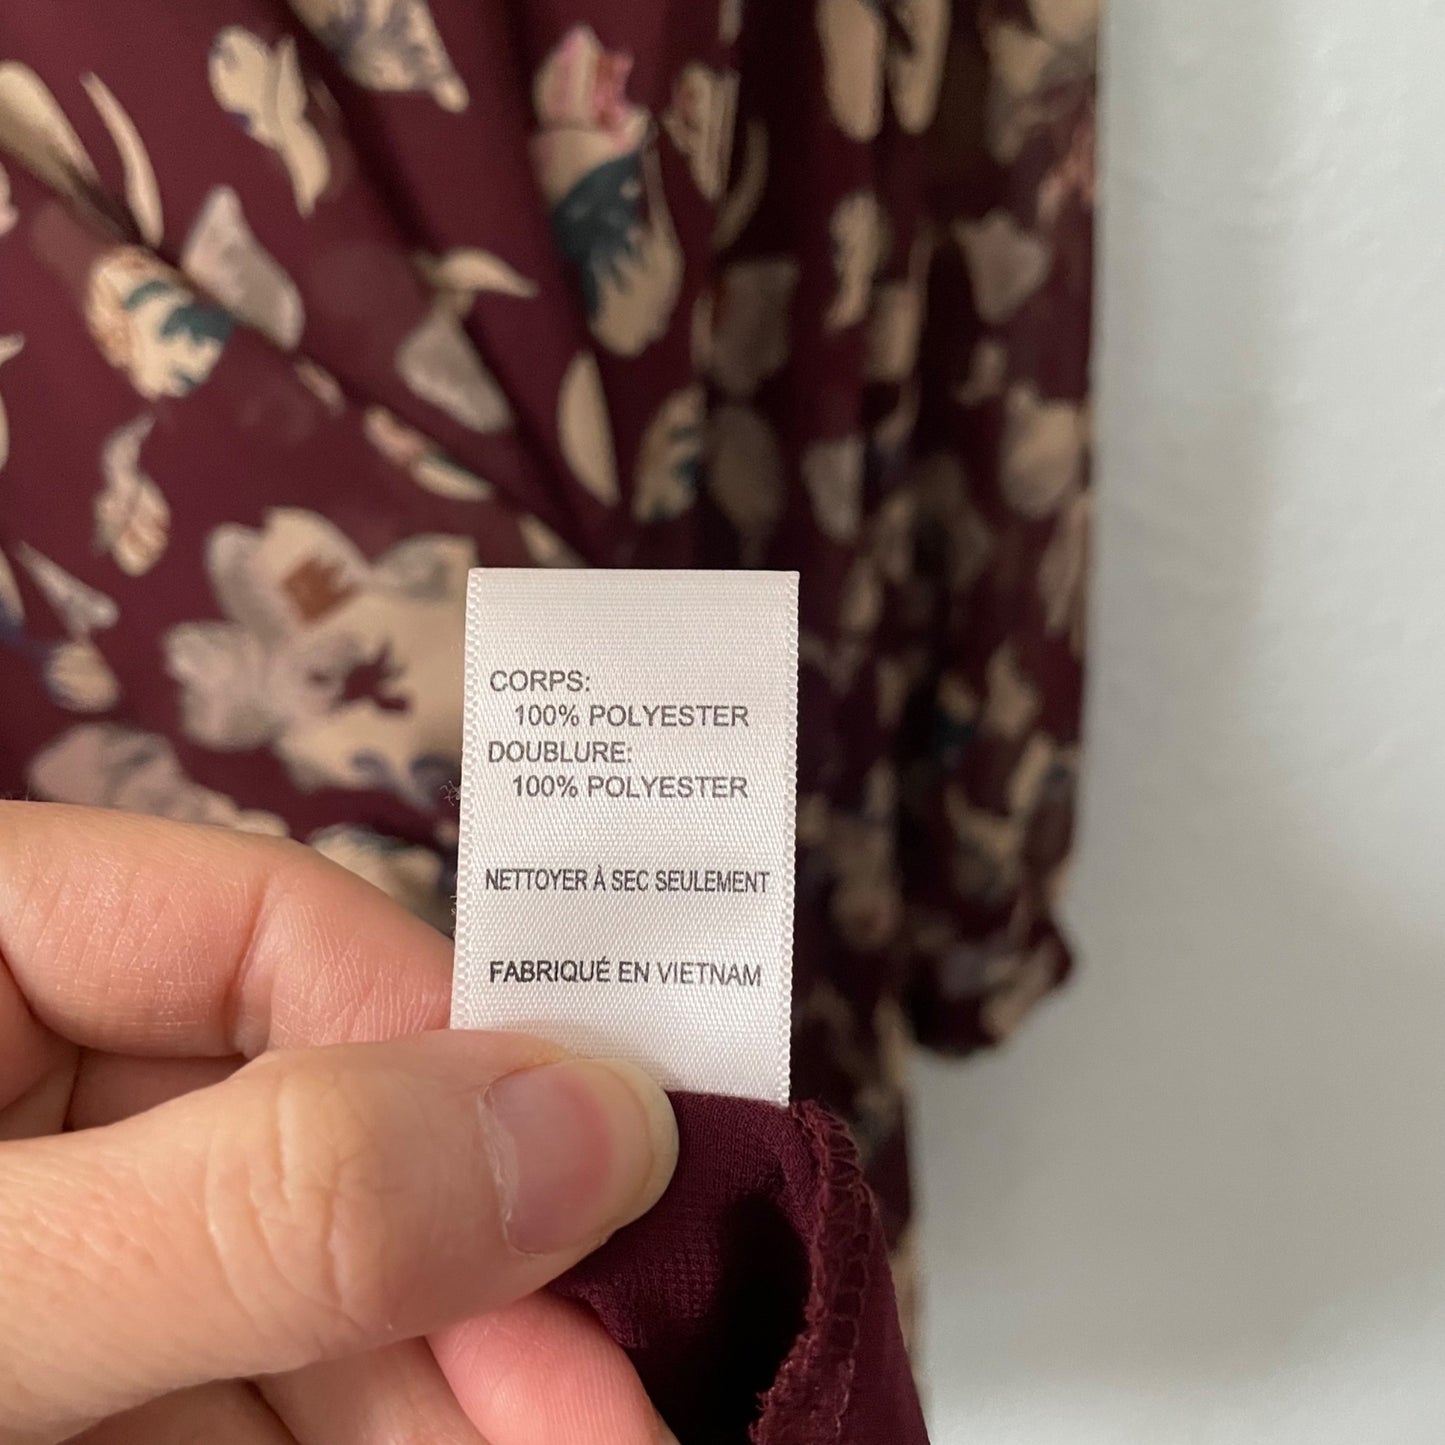 CORPS:
100% POLYESTER
DOUBLURE:
100% POLYESTER
NETTOYER À SEC SEULEMENT
FABRIQUÉ EN VIETNAM